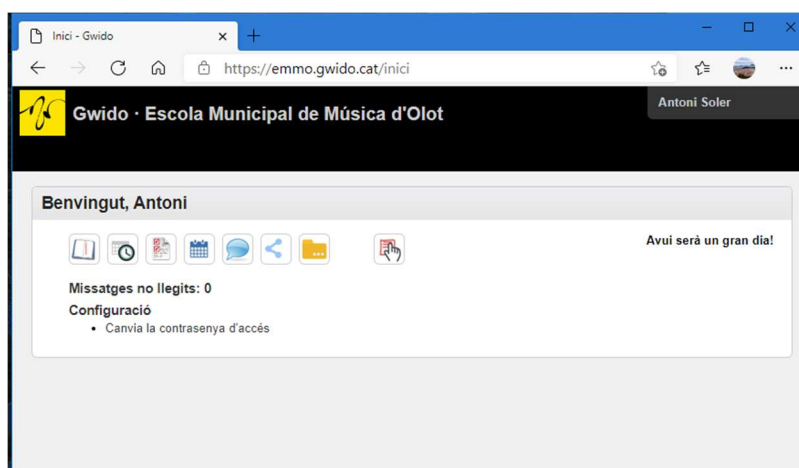 Inici - Gwido
https://emmo.gwido.cat/inici
Gwido · Escola Municipal de Música d'Olot
Antoni Soler
Benvingut, Antoni
Avui serà un gran dia!
Missatges no llegits: 0
Configuració
Canvia la contrasenya d'accés